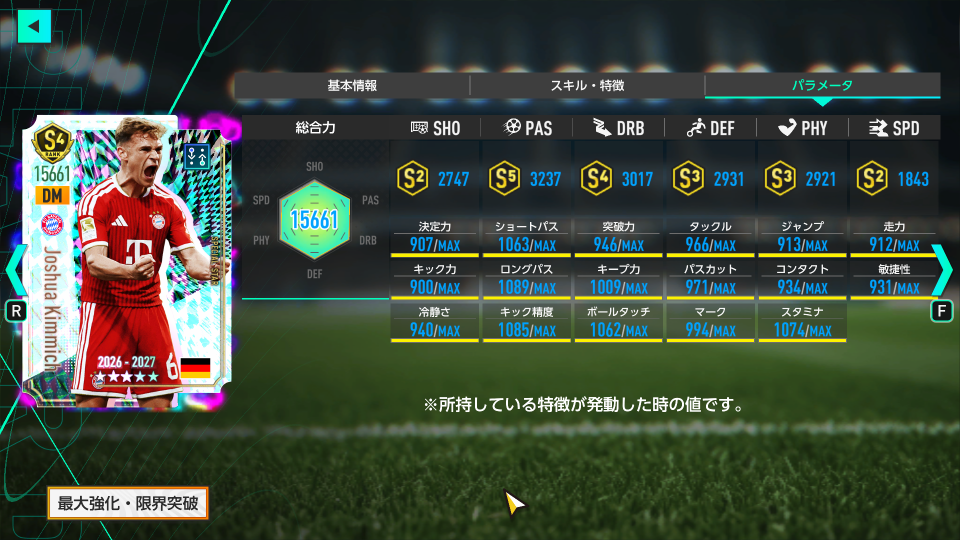 基本情報
スキル・特徴
パラメータ
総合力
SHO
PAS
DRB
DEF
PHY
SPD
SHO
SPD
PAS
15661
PHY
DRB
DEF
S2 2747
S5 3237
S4 3017
S3 2931
S3 2921
S2 1843
決定力
907/MAX
ショートパス
1063/MAX
突破力
946/MAX
タックル
966/MAX
ジャンプ
913/MAX
走力
912/MAX
キック力
900/MAX
ロングパス
1089/MAX
キープ力
1009/MAX
パスカット
971/MAX
コンタクト
934/MAX
敏捷性
931/MAX
冷静さ
940/MAX
キック精度
1085/MAX
ボールタッチ
1062/MAX
マーク
994/MAX
スタミナ
1074/MAX
※所持している特徴が発動した時の値です。
S4
RANK
15661
DM
Joshua Kimmich
T
6
2026 - 2027
R
F
最大強化・限界突破